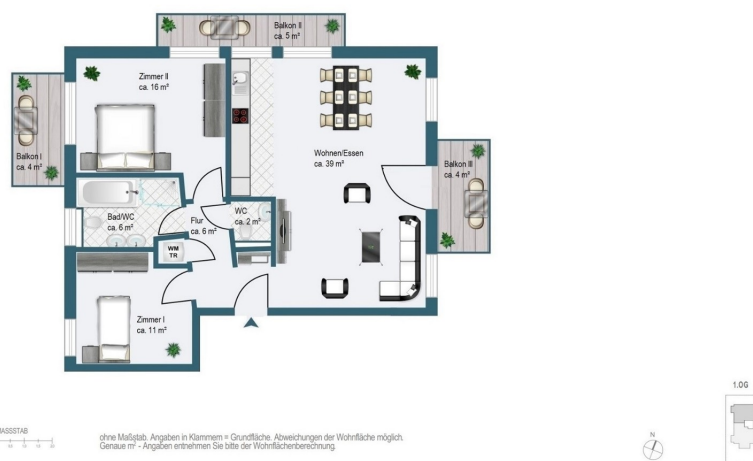 Balkon II
ca. 5 m²
Zimmer II
ca. 16 m²
Balkon I
ca. 4 m²
Wohnen/Essen
ca. 39 m²
Balkon III
ca. 4 m²
Bad/WC
ca. 6 m²
Flur
ca. 6 m²
WC
ca. 2 m²
WM
TR
Zimmer I
ca. 11 m²
1.OG
MASSSTAB
ohne Maßstab. Angaben in Klammern = Grundfläche. Abweichungen der Wohnfläche möglich.
Genaue m² - Angaben entnehmen Sie bitte der Wohnflächenberechnung.
N